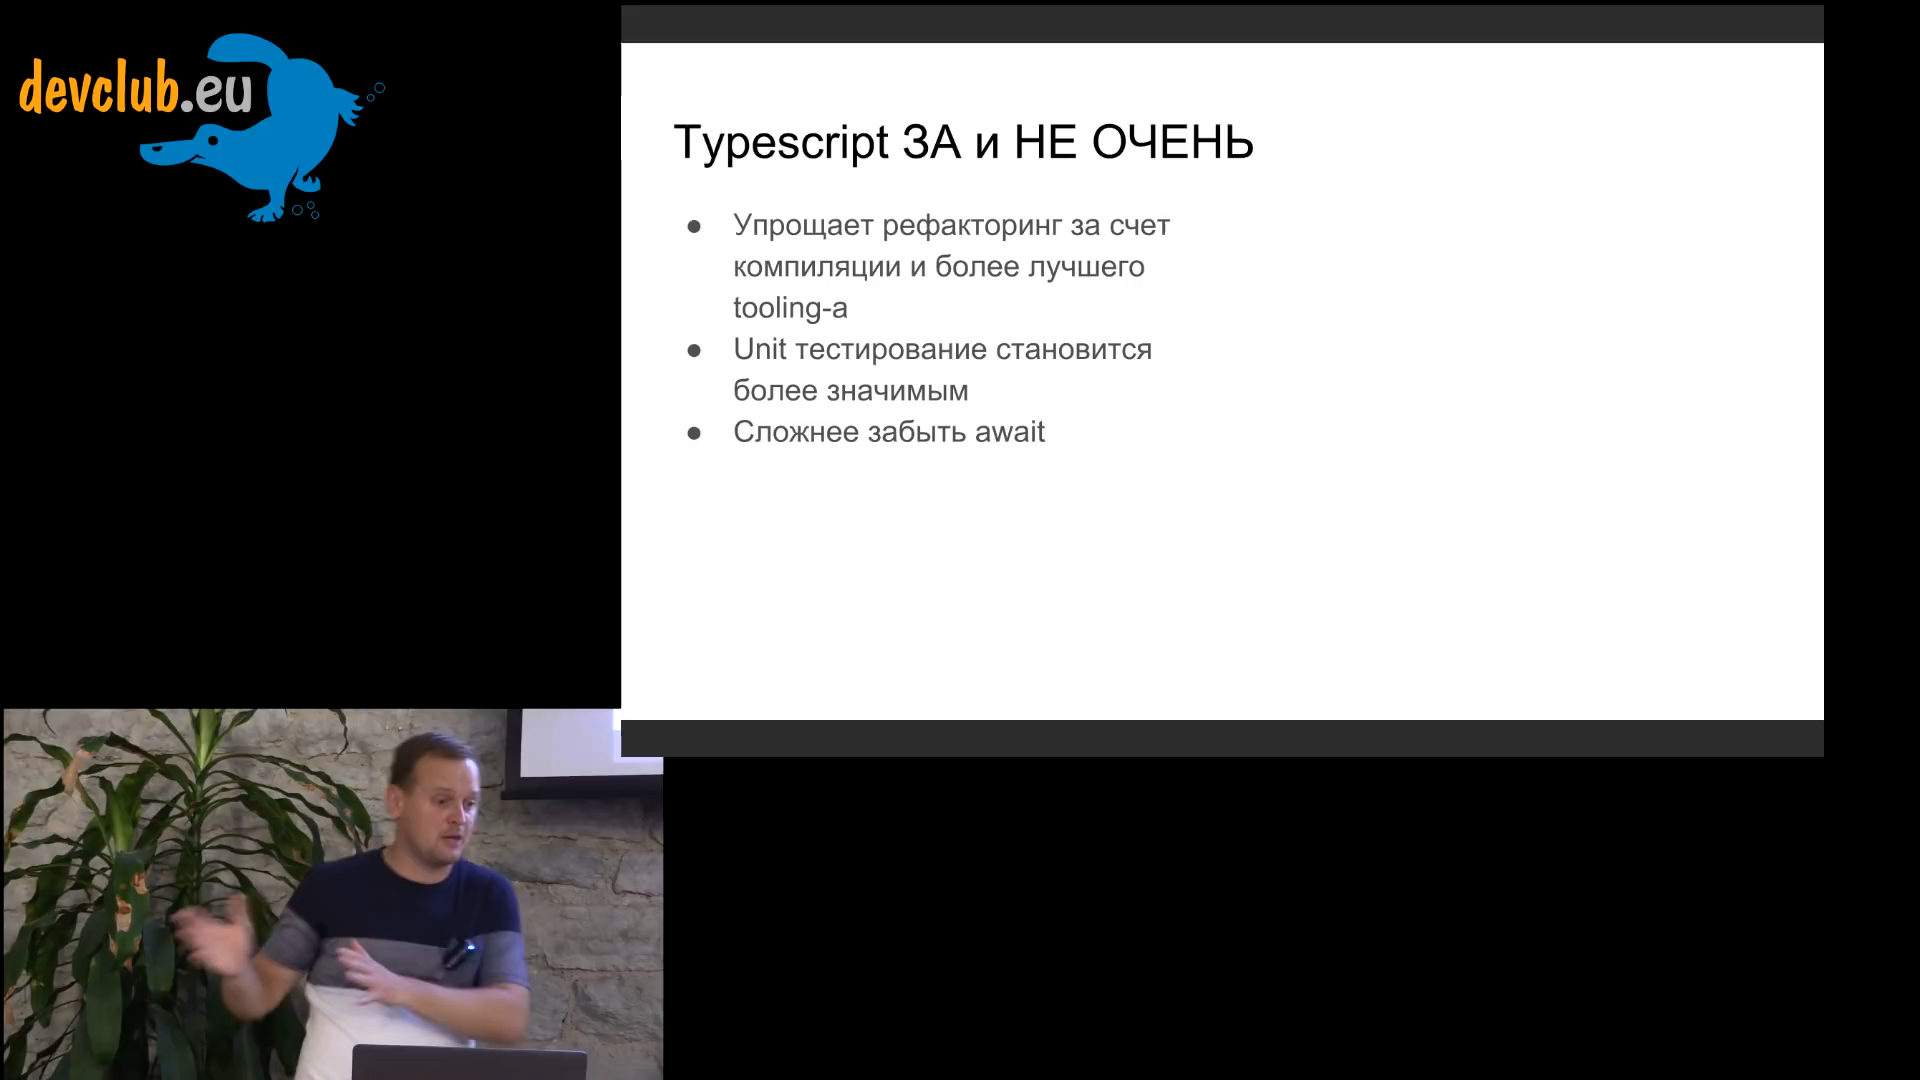 devclub.eu
Typescript ЗА и НЕ ОЧЕНЬ
● Упрощает рефакторинг за счет
компиляции и более лучшего
tooling-а
● Unit тестирование становится
более значимым
● Сложнее забыть await